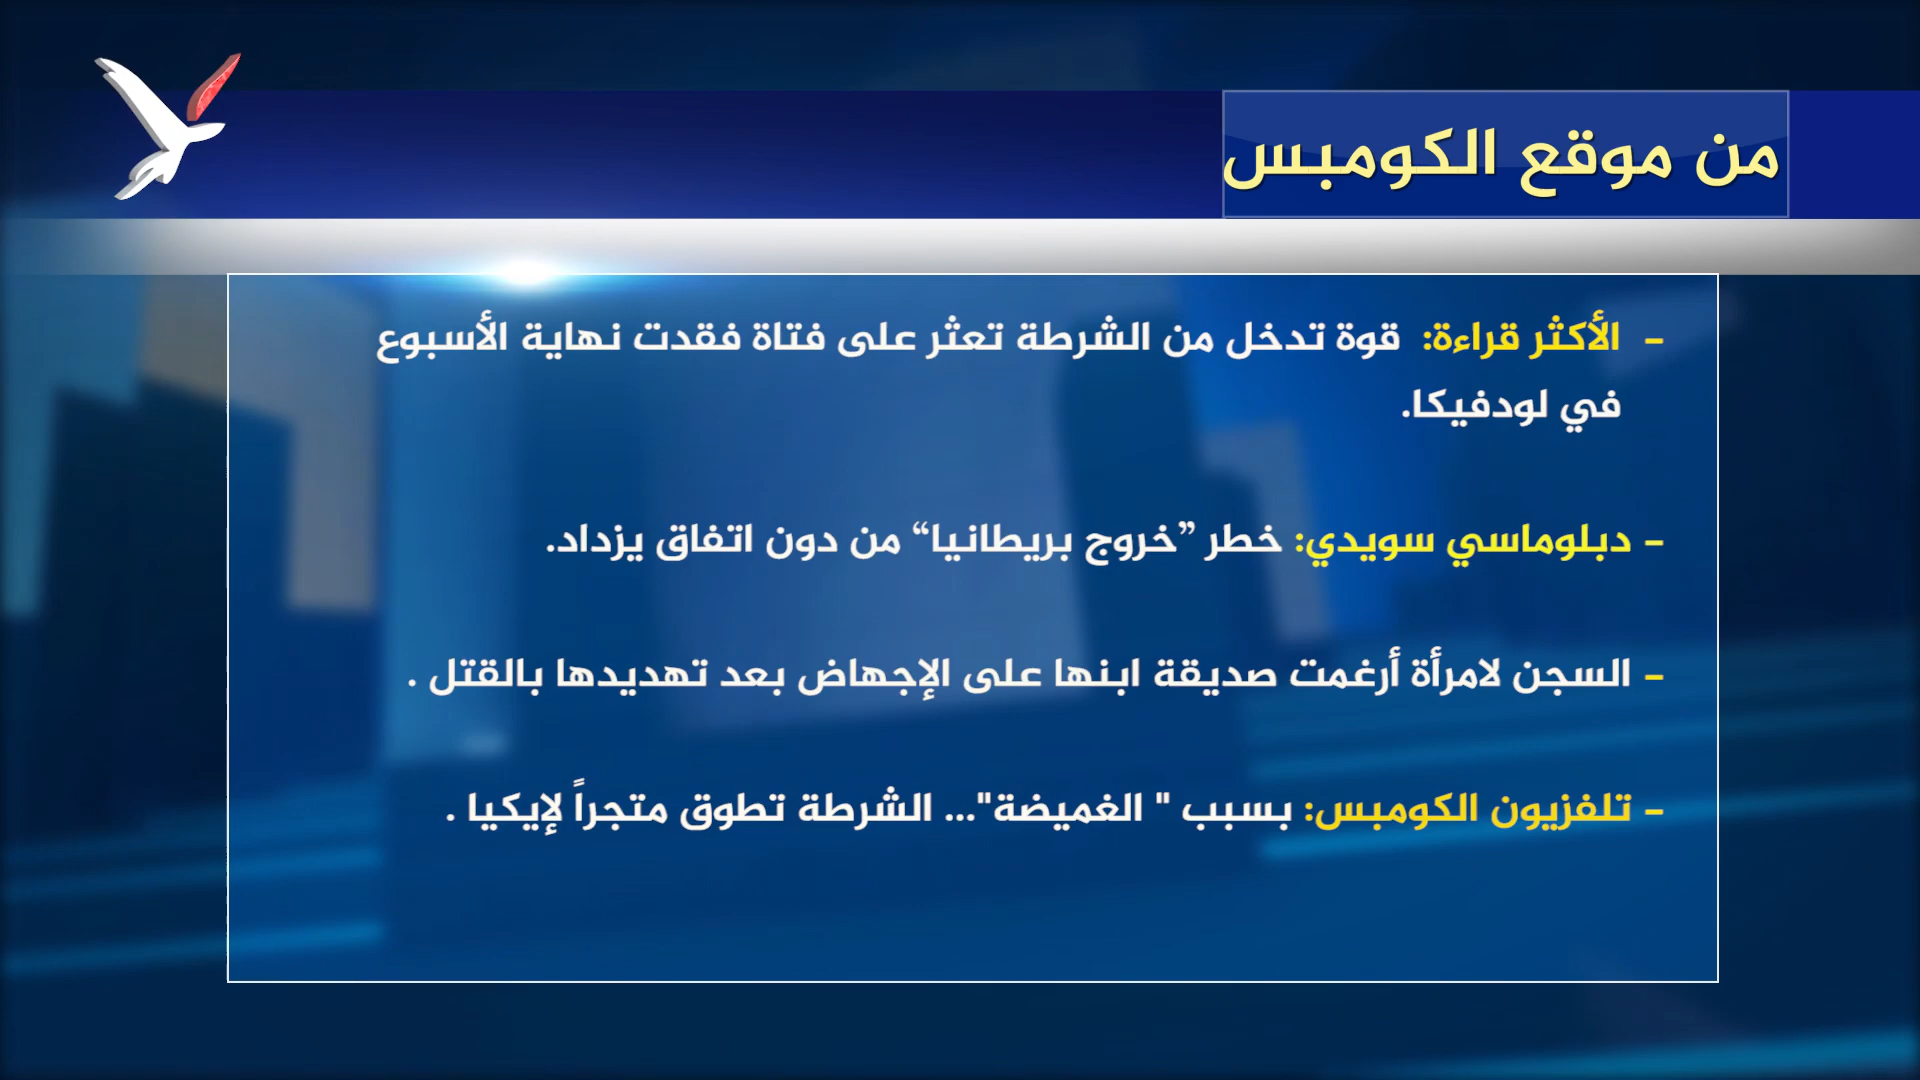 من موقع الكومبس
- الأكثر قراءة: قوة تدخل من الشرطة تعثر على فتاة فقدت نهاية الأسبوع
في لودفيكا.
- دبلوماسي سويدي: خطر ”خروج بريطانيا“ من دون اتفاق يزداد.
- السجن لامرأة أرغمت صديقة ابنها على الإجهاض بعد تهديدها بالقتل .
- تلفزيون الكومبس: بسبب " الغميضة"... الشرطة تطوق متجراً لإيكيا .